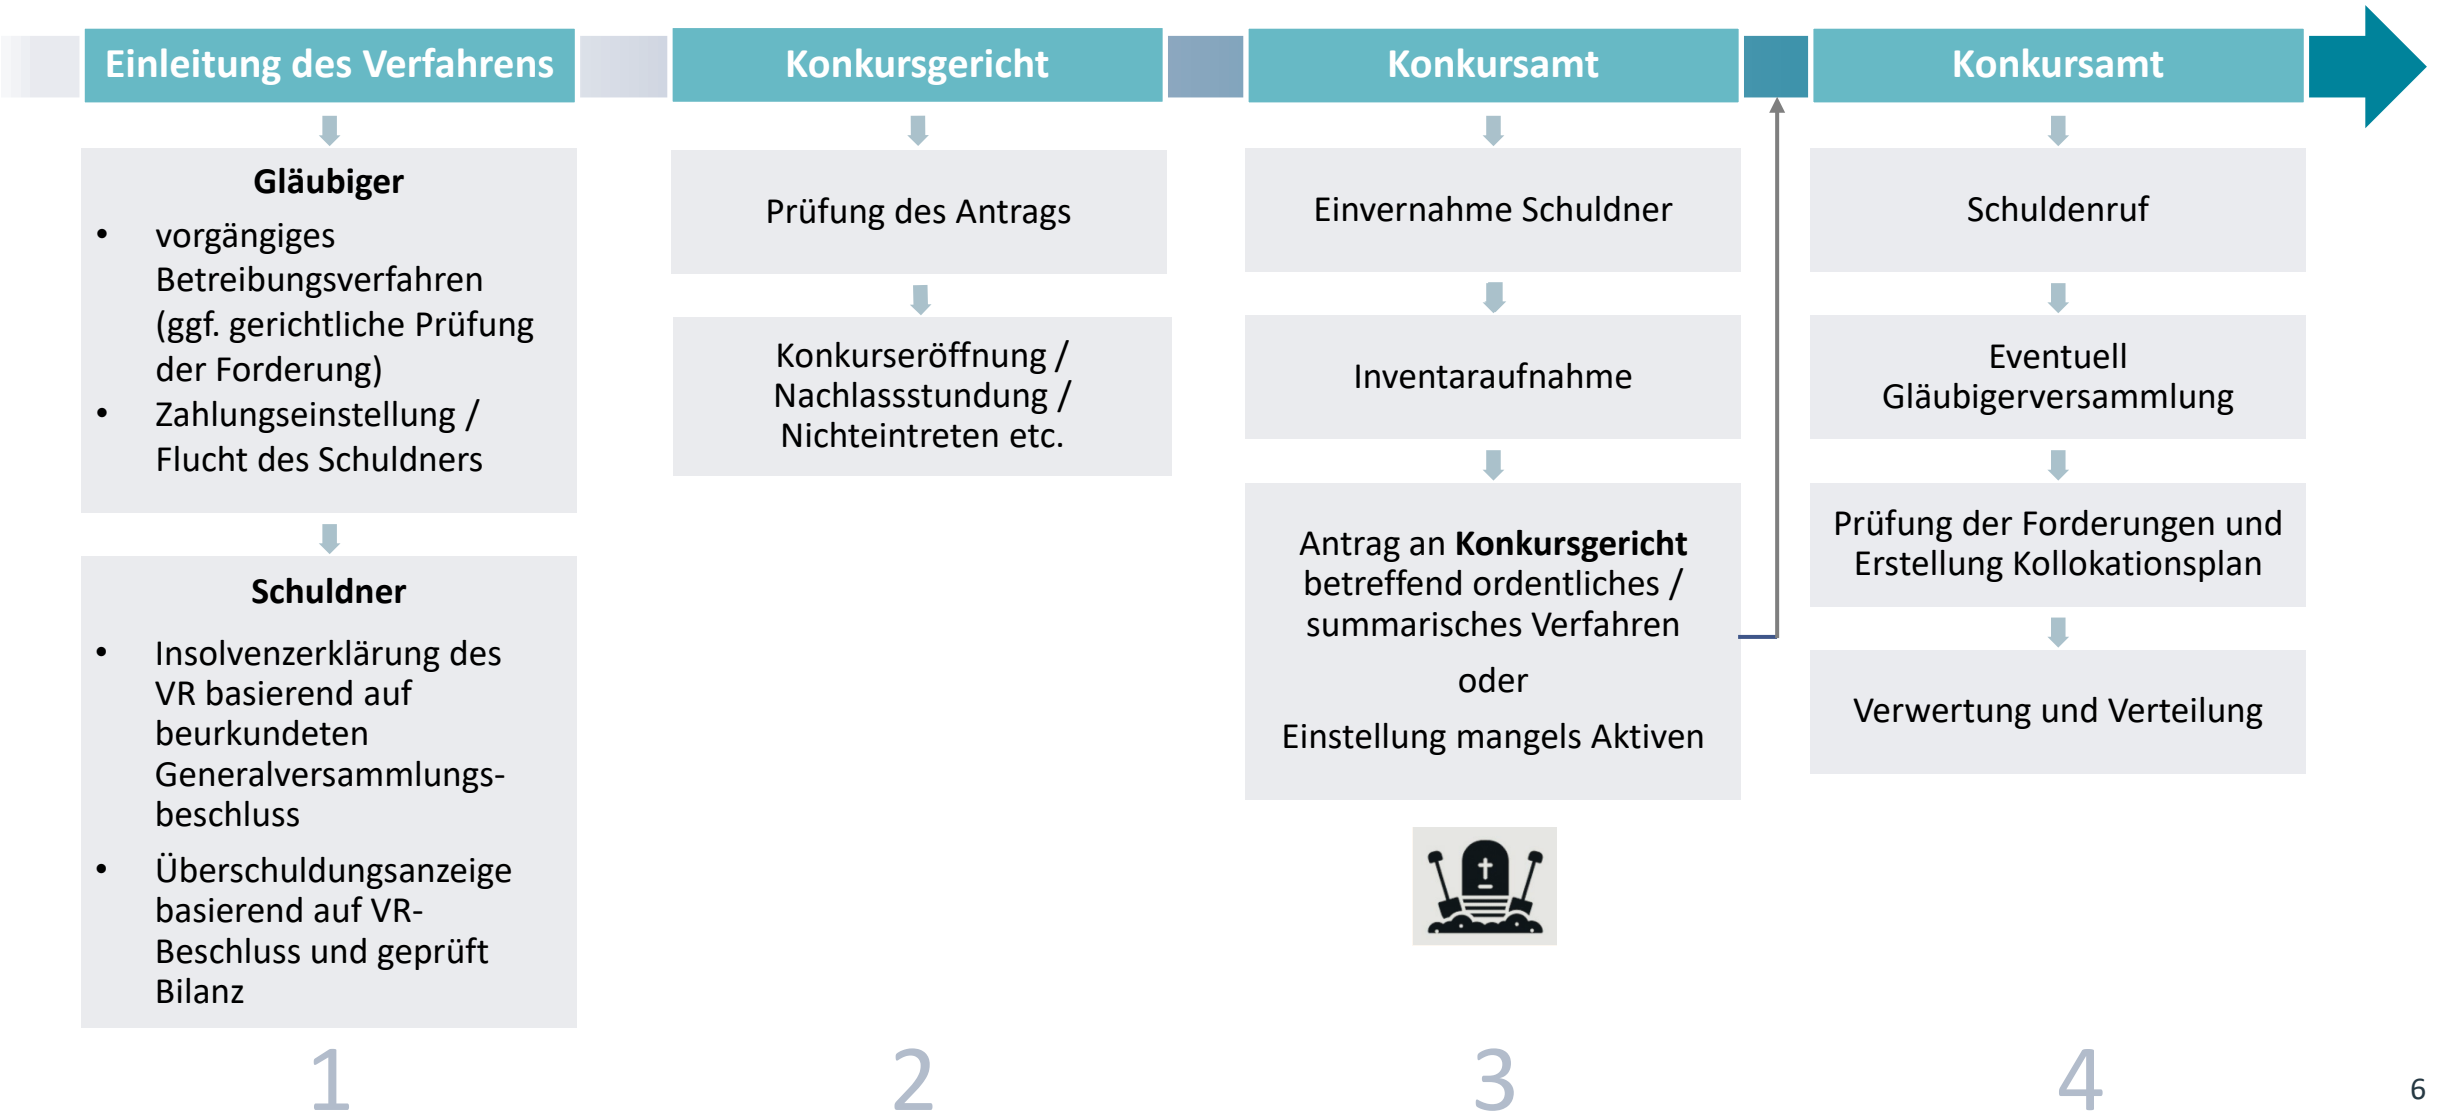 Einleitung des Verfahrens
Gläubiger
• vorgängiges
Betreibungsverfahren
(ggf. gerichtliche Prüfung
der Forderung)
• Zahlungseinstellung /
Flucht des Schuldners
Schuldner
• Insolvenzerklärung des
VR basierend auf
beurkundeten
Generalversammlungs-
beschluss
• Überschuldungsanzeige
basierend auf VR-
Beschluss und geprüft
Bilanz
1
Konkursgericht
Prüfung des Antrags
Konkurseröffnung /
Nachlassstundung /
Nichteintreten etc.
2
Konkursamt
Einvernahme Schuldner
Inventaraufnahme
Antrag an Konkursgericht
betreffend ordentliches /
summarisches Verfahren
oder
Einstellung mangels Aktiven
3
Konkursamt
Schuldenruf
Eventuell
Gläubigerversammlung
Prüfung der Forderungen und
Erstellung Kollokationsplan
Verwertung und Verteilung
4
6